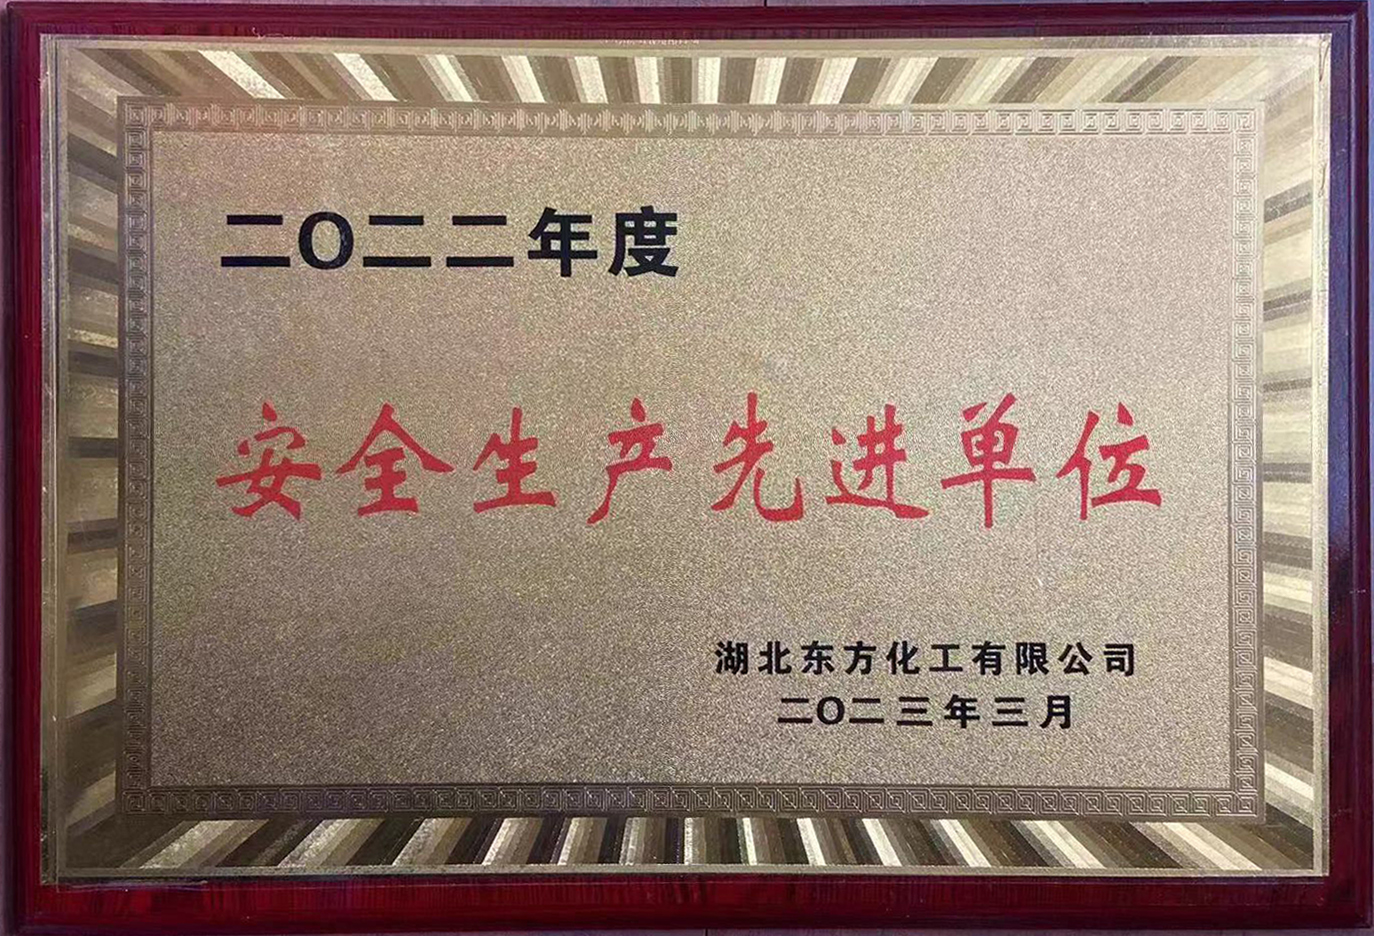 二〇二二年度
安全生产先进单位
湖北东方化工有限公司
二〇二三年三月